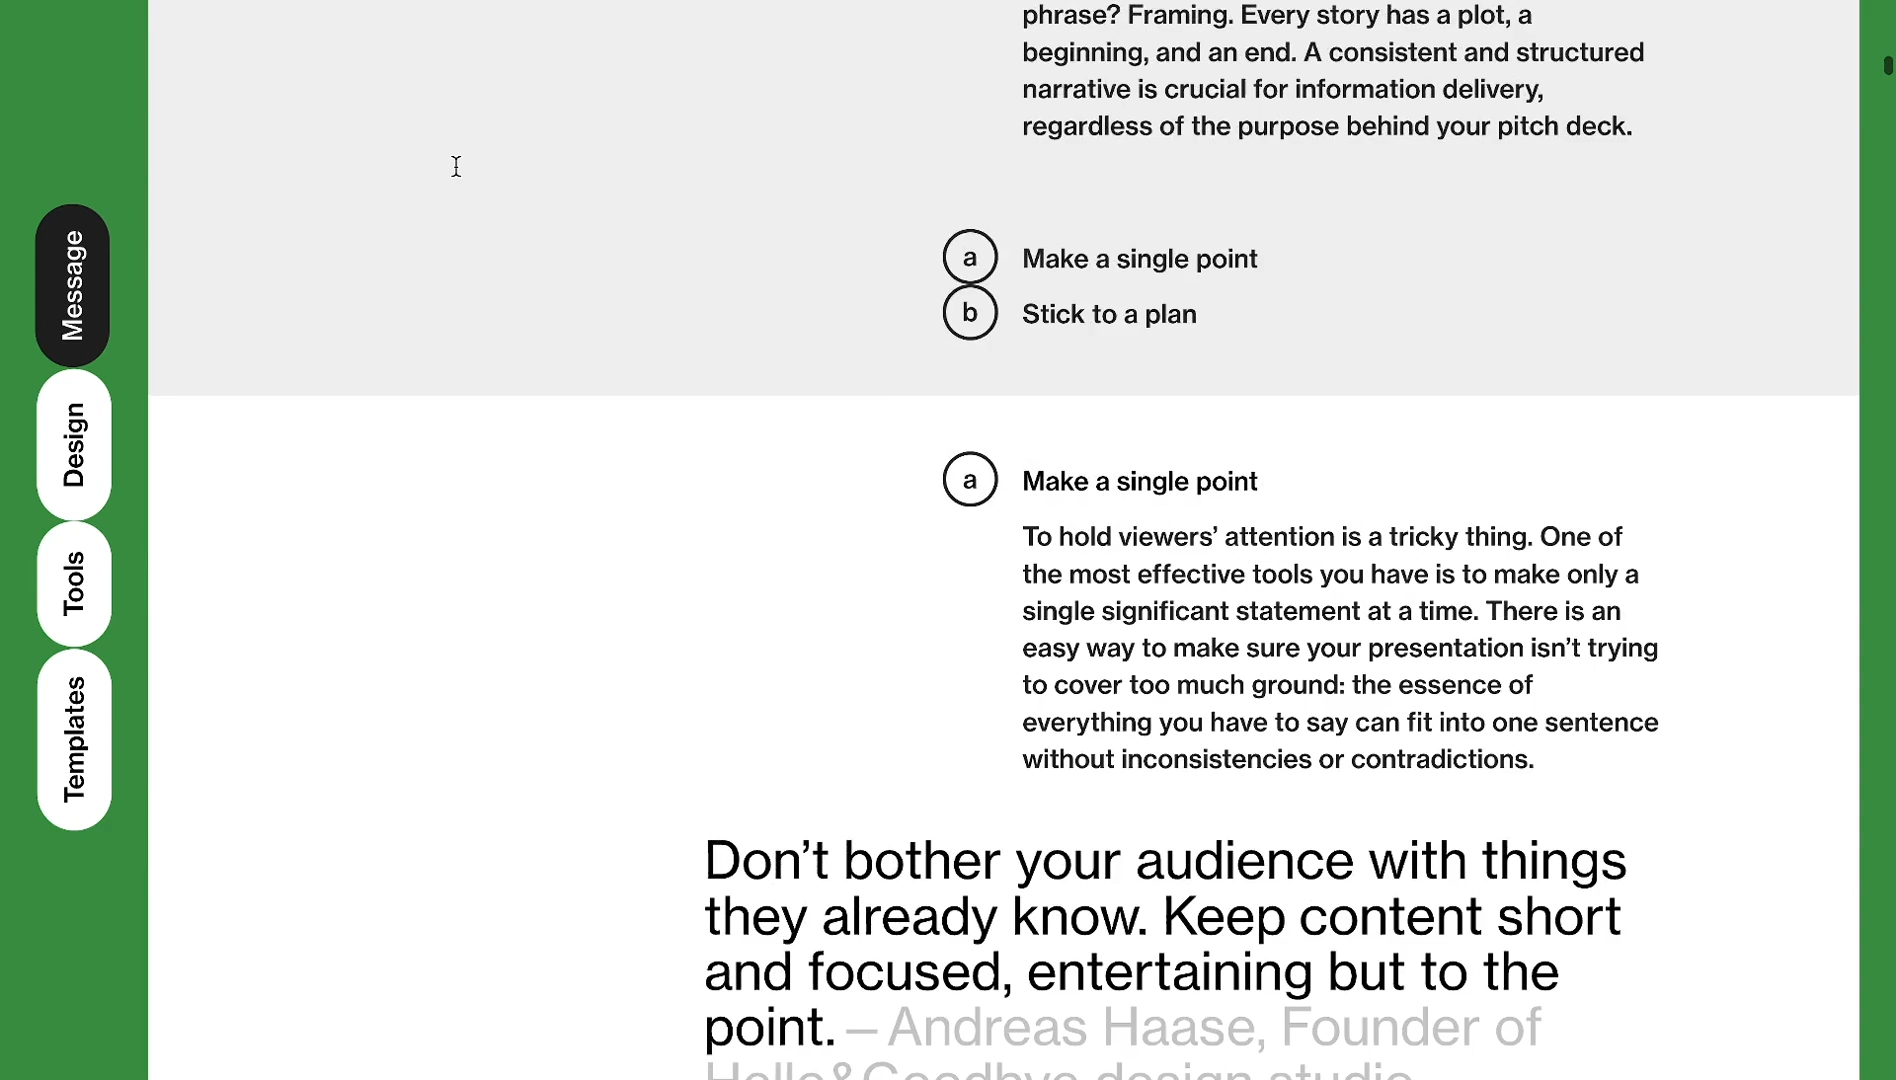 phrase? Framing. Every story has a plot, a
beginning, and an end. A consistent and structured
narrative is crucial for information delivery,
regardless of the purpose behind your pitch deck.
a Make a single point
b Stick to a plan
Message
Design
Tools
Templates
a Make a single point
To hold viewers’ attention is a tricky thing. One of
the most effective tools you have is to make only a
single significant statement at a time. There is an
easy way to make sure your presentation isn’t trying
to cover too much ground: the essence of
everything you have to say can fit into one sentence
without inconsistencies or contradictions.
Don’t bother your audience with things
they already know. Keep content short
and focused, entertaining but to the
point. — Andreas Haase, Founder of
Hello&Goodbye design studio